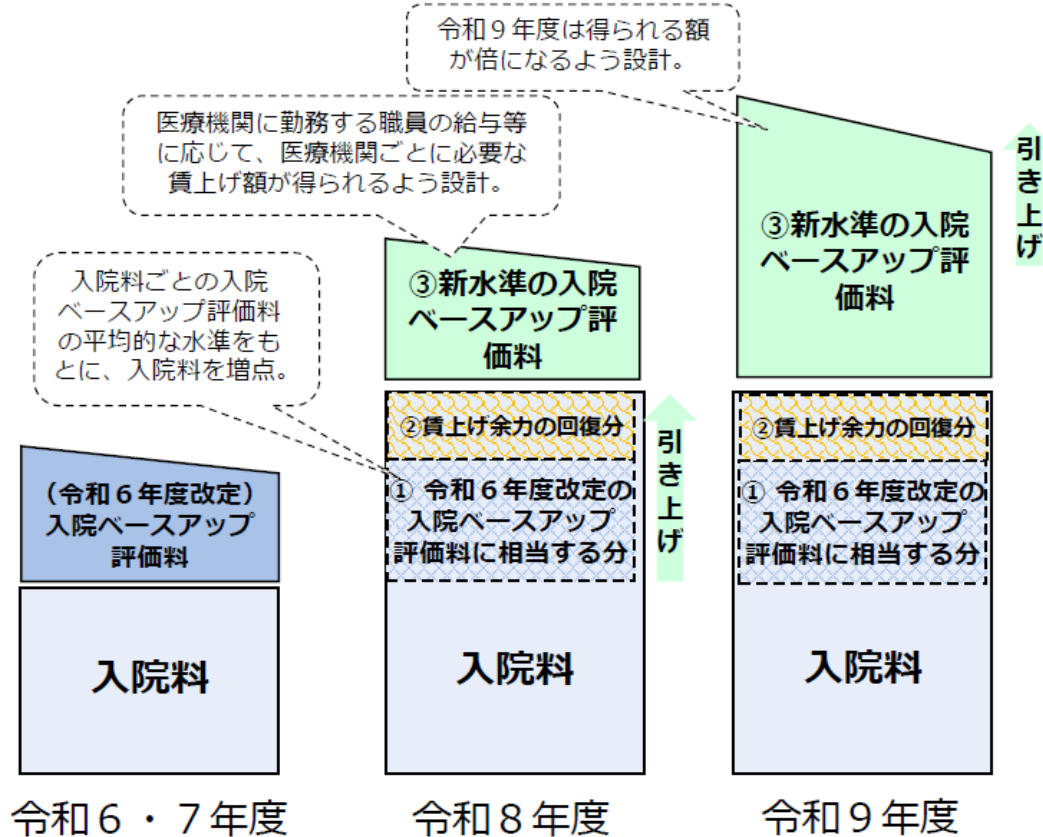 令和９年度は得られる額
が倍になるよう設計。
医療機関に勤務する職員の給与等
に応じて、医療機関ごとに必要な
賃上げ額が得られるよう設計。
入院料ごとの入院
ベースアップ評価料
の平均的な水準をも
とに、入院料を増点。
（令和６年度改定）
入院ベースアップ
評価料
入院料
令和６・７年度
③新水準の入院
ベースアップ評
価料
②賃上げ余力の回復分
① 令和６年度改定の
入院ベースアップ
評価料に相当する分
入院料
引き上げ
令和８年度
③新水準の入院
ベースアップ評
価料
②賃上げ余力の回復分
① 令和６年度改定の
入院ベースアップ
評価料に相当する分
入院料
引き上げ
令和９年度